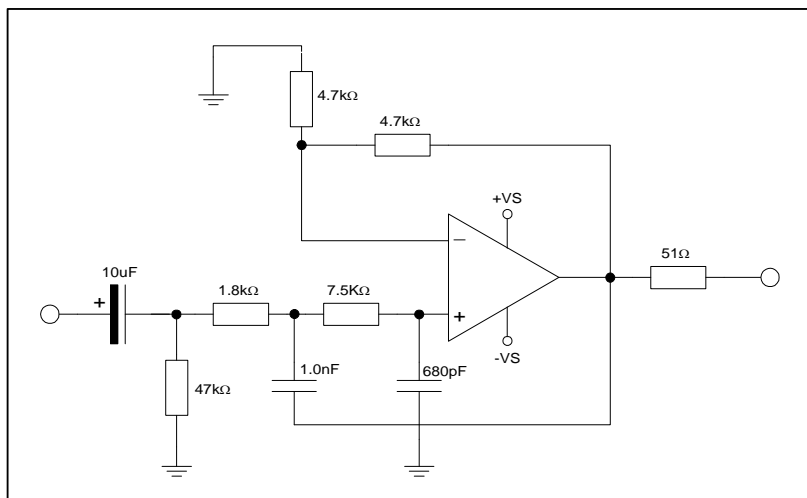 4.7kΩ
4.7kΩ
+VS
10uF
51Ω
1.8kΩ
7.5KΩ
−
+
+
-VS
1.0nF
680pF
47kΩ